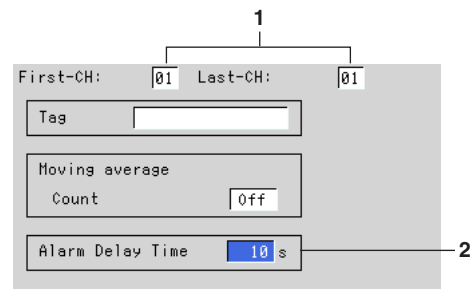 1
First-CH: 01 Last-CH: 01
Tag
Moving average
Count Off
Alarm Delay Time 10 s 2